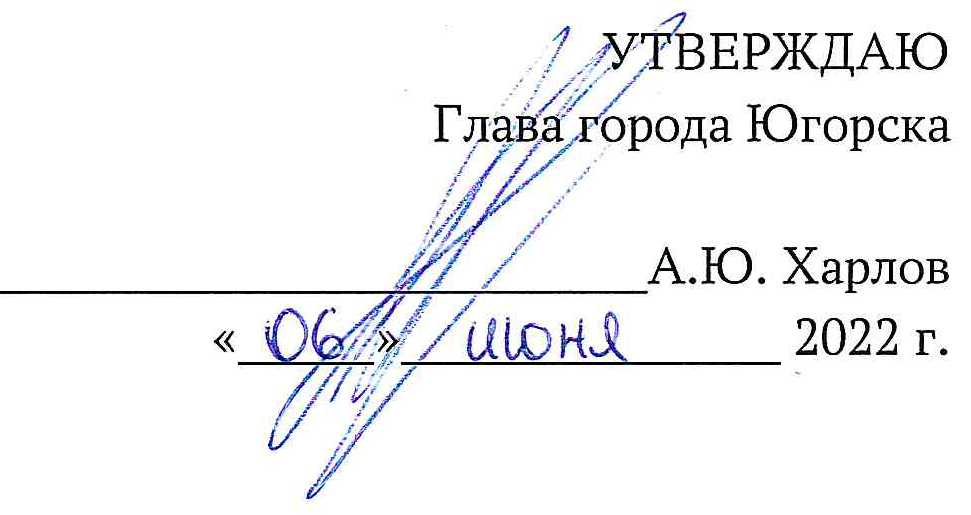 УТВЕРЖДАЮ
Глава города Югорска
А.Ю. Харлов
«06» июня 2022 г.